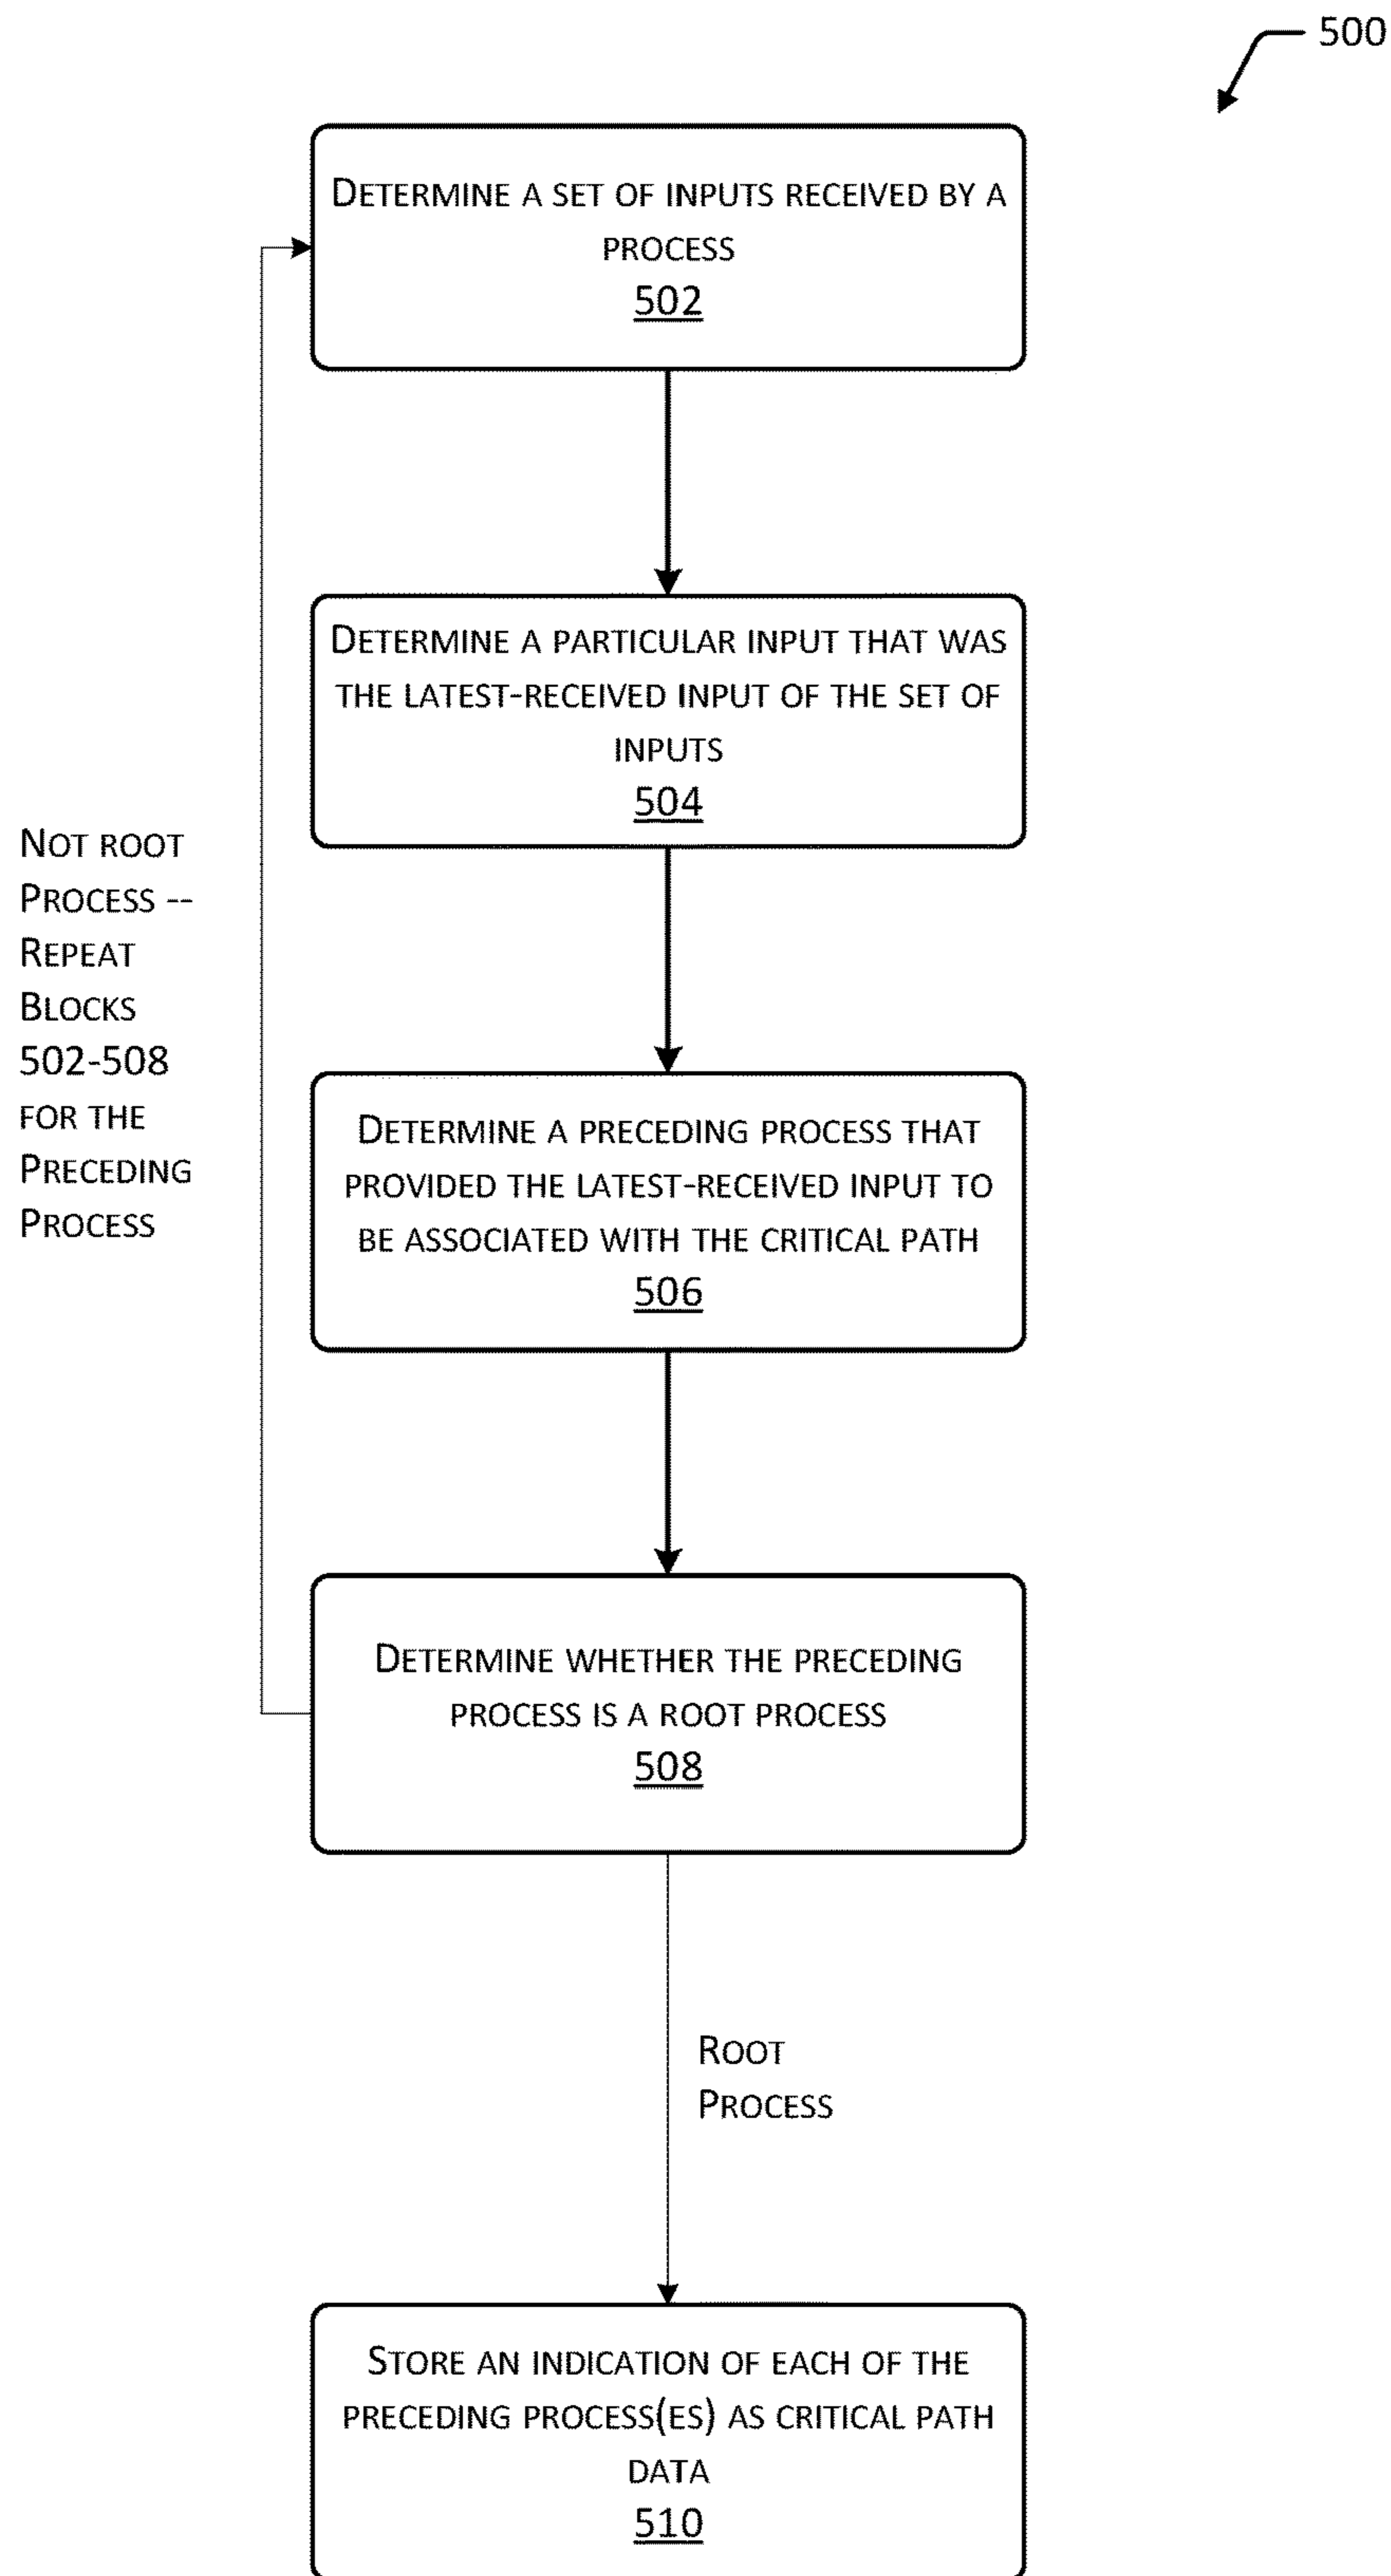 500
DETERMINE A SET OF INPUTS RECEIVED BY A
PROCESS
502
DETERMINE A PARTICULAR INPUT THAT WAS
THE LATEST-RECEIVED INPUT OF THE SET OF
INPUTS
504
NOT ROOT
PROCESS --
REPEAT
BLOCKS
502-508
FOR THE
PRECEDING
PROCESS
DETERMINE A PRECEDING PROCESS THAT
PROVIDED THE LATEST-RECEIVED INPUT TO
BE ASSOCIATED WITH THE CRITICAL PATH
506
DETERMINE WHETHER THE PRECEDING
PROCESS IS A ROOT PROCESS
508
ROOT
PROCESS
STORE AN INDICATION OF EACH OF THE
PRECEDING PROCESS(ES) AS CRITICAL PATH
DATA
510